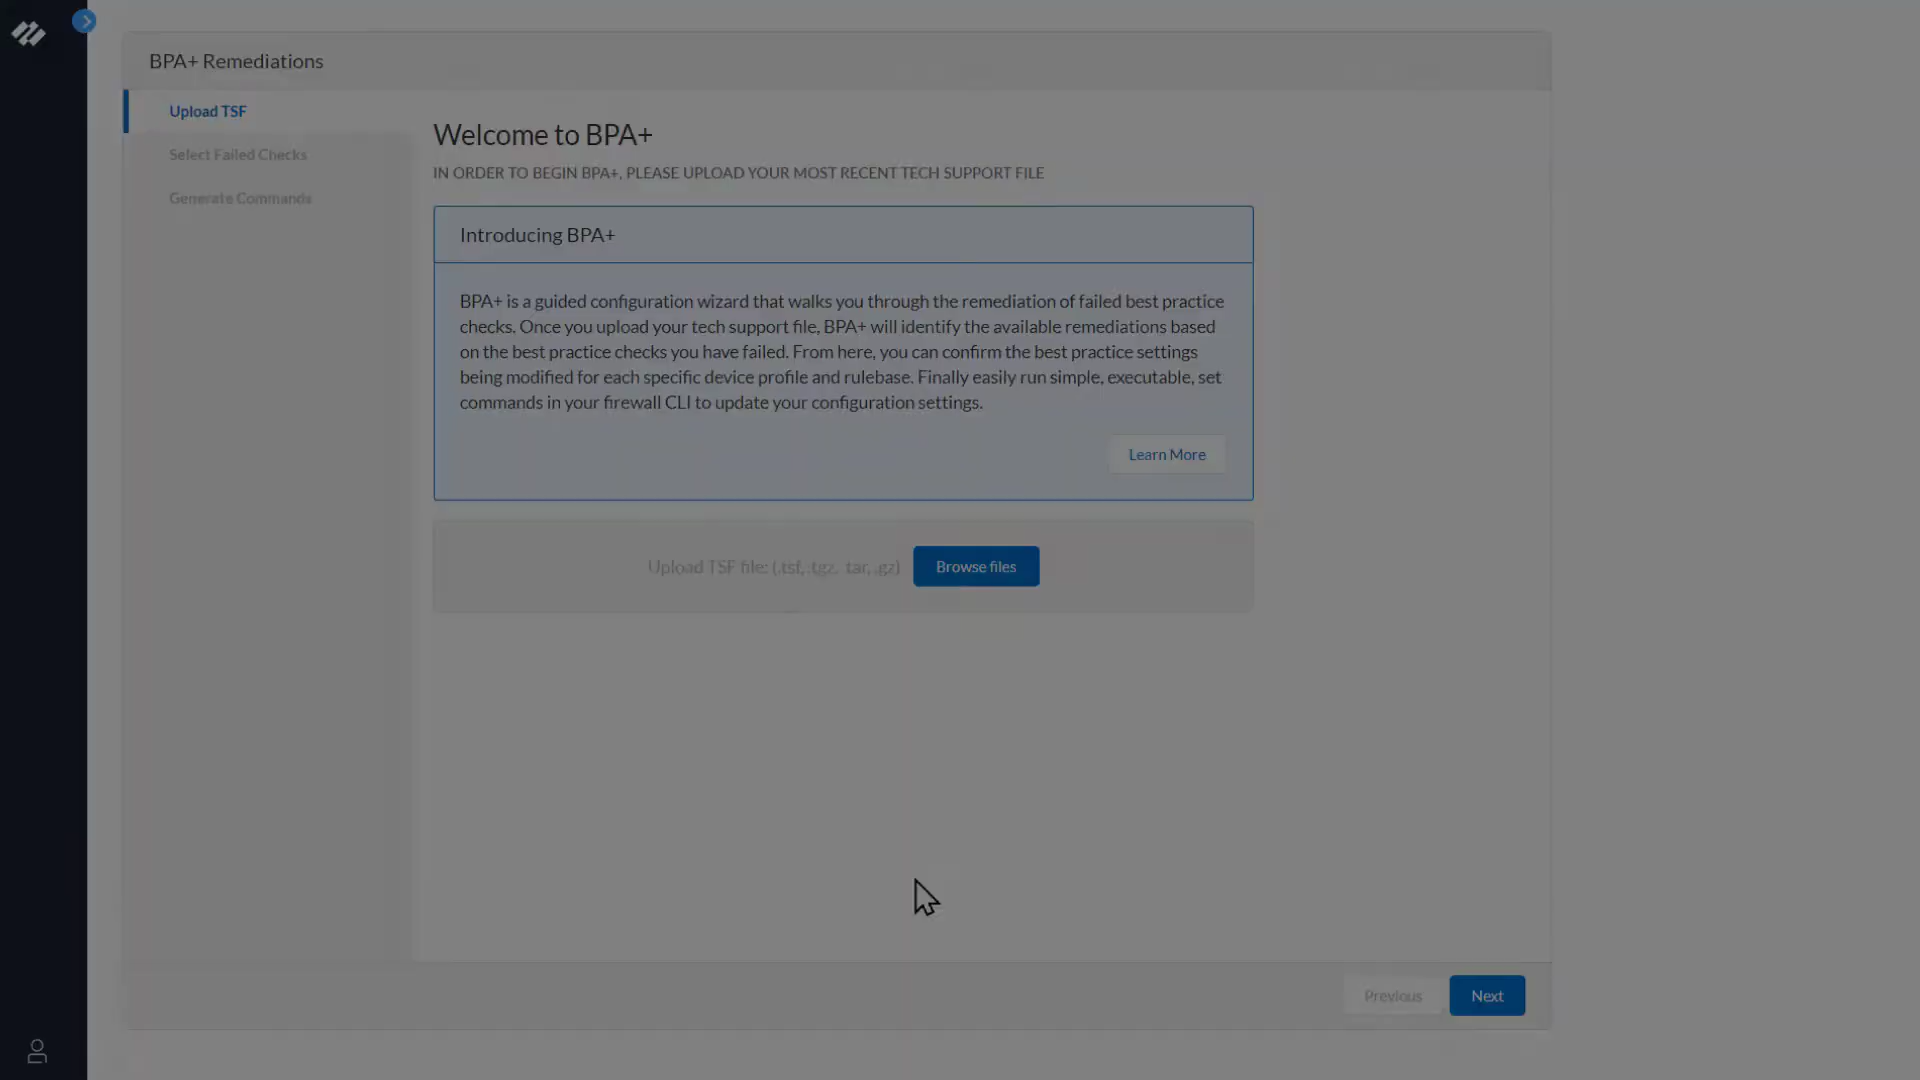 BPA+ Remediations
Upload TSF
Select Failed Checks
Generate Commands
Welcome to BPA+
IN ORDER TO BEGIN BPA+, PLEASE UPLOAD YOUR MOST RECENT TECH SUPPORT FILE
Introducing BPA+
BPA+ is a guided configuration wizard that walks you through the remediation of failed best practice
checks. Once you upload your tech support file, BPA+ will identify the available remediations based
on the best practice checks you have failed. From here, you can confirm the best practice settings
being modified for each specific device profile and rulebase. Finally easily run simple, executable, set
commands in your firewall CLI to update your configuration settings.
Learn More
Upload TSF file: (.tsf, .tgz, .tar, .gz)
Browse files
Previous
Next